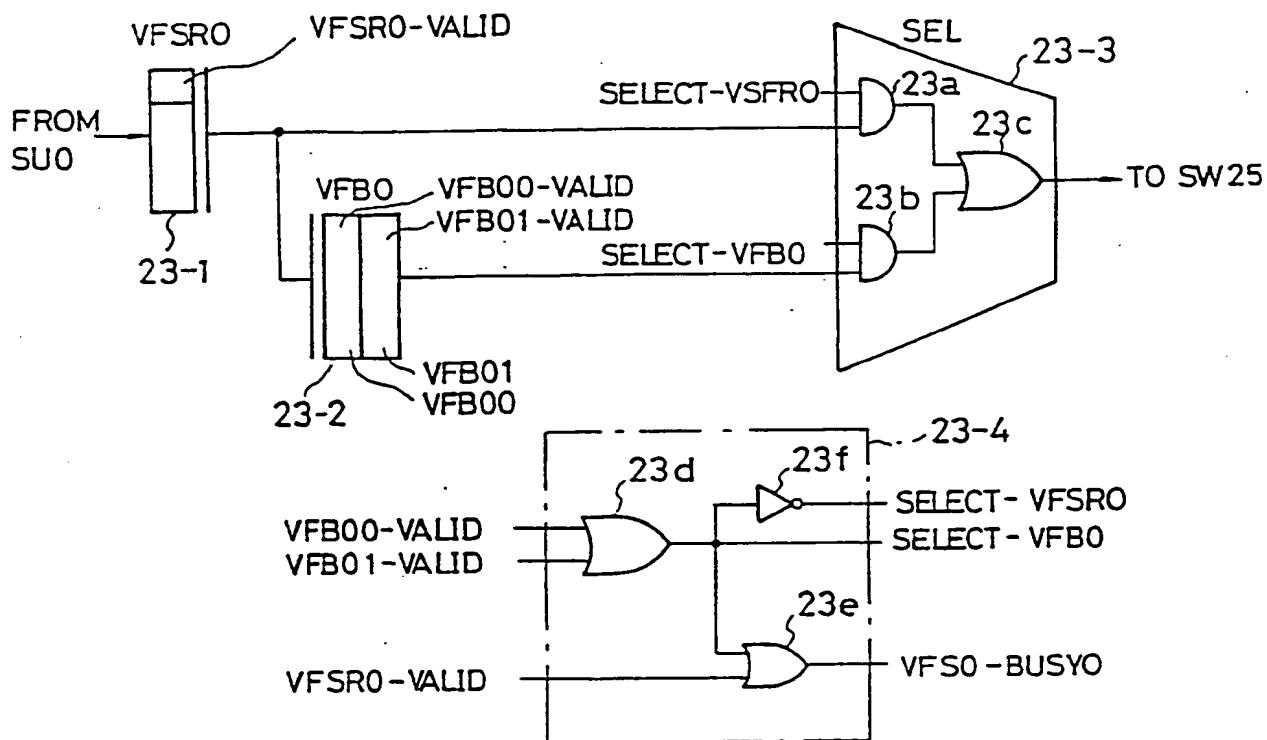 VFSR0
VFSR0-VALID
SEL
23-3
SELECT-VSFR0
23a
FROM
SU0
23c
TO SW25
VFB0
VFB00-VALID
VFB01-VALID
23b
SELECT-VFB0
23-1
VFB01
VFB00
23-2
23-4
23d
23f
SELECT-VFSR0
VFB00-VALID
SELECT-VFB0
VFB01-VALID
23e
VFSR0-VALID
VFS0-BUSY0